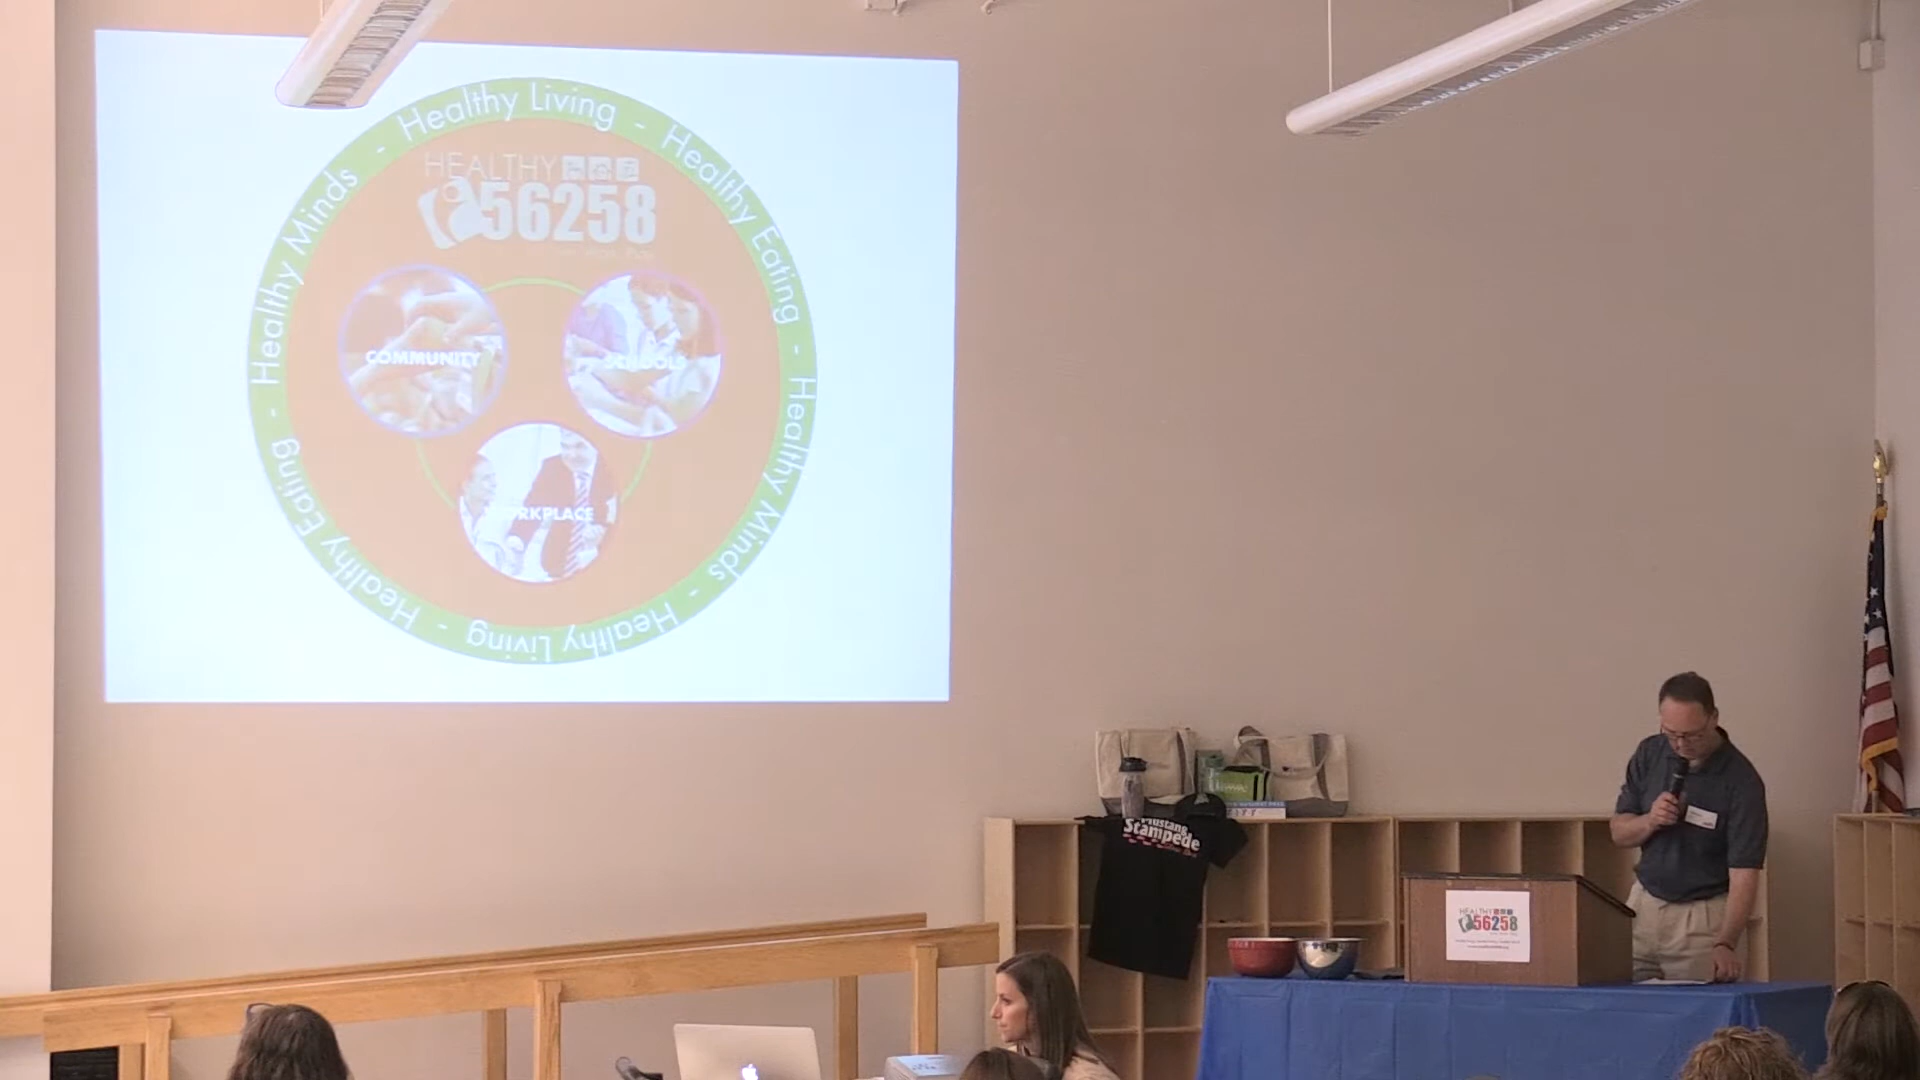 Healthy Living - Healthy Eating - Healthy Minds - Healthy Living - Healthy Eating - Healthy Minds -
HEALTHY
56258
COMMUNITY
SCHOOLS
WORKPLACE
Mustang
Stampede
HEALTHY
56258